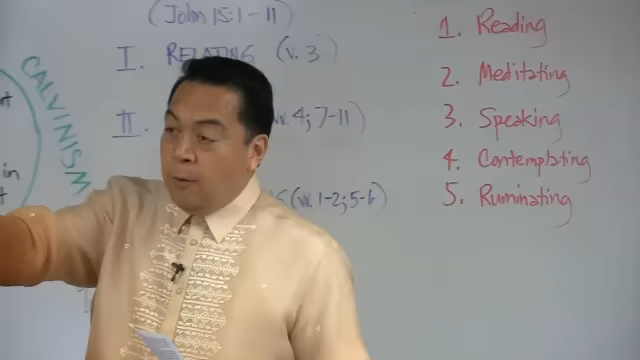 (John 15:1-11)
I. RELATING (v. 3
II. v. 4; 7-11)
(vv. 1-2; 5-6)
CALVINISM
in
1. Reading
2. Meditating
3. Speaking
4. Contemplating
5. Ruminating